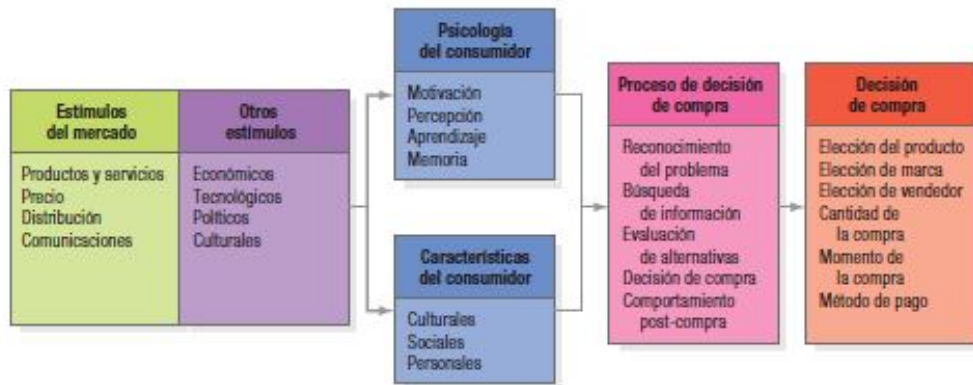 Estímulos
del mercado
Productos y servicios
Precio
Distribución
Comunicaciones
Otros
estímulos
Económicos
Tecnológicos
Políticos
Culturales
Psicología
del consumidor
Motivación
Percepción
Aprendizaje
Memoria
Características
del consumidor
Culturales
Sociales
Personales
Proceso de decisión
de compra
Reconocimiento
del problema
Búsqueda
de información
Evaluación
de alternativas
Decisión de compra
Comportamiento
post-compra
Decisión
de compra
Elección del producto
Elección de marca
Elección de vendedor
Cantidad de
la compra
Momento de
la compra
Método de pago